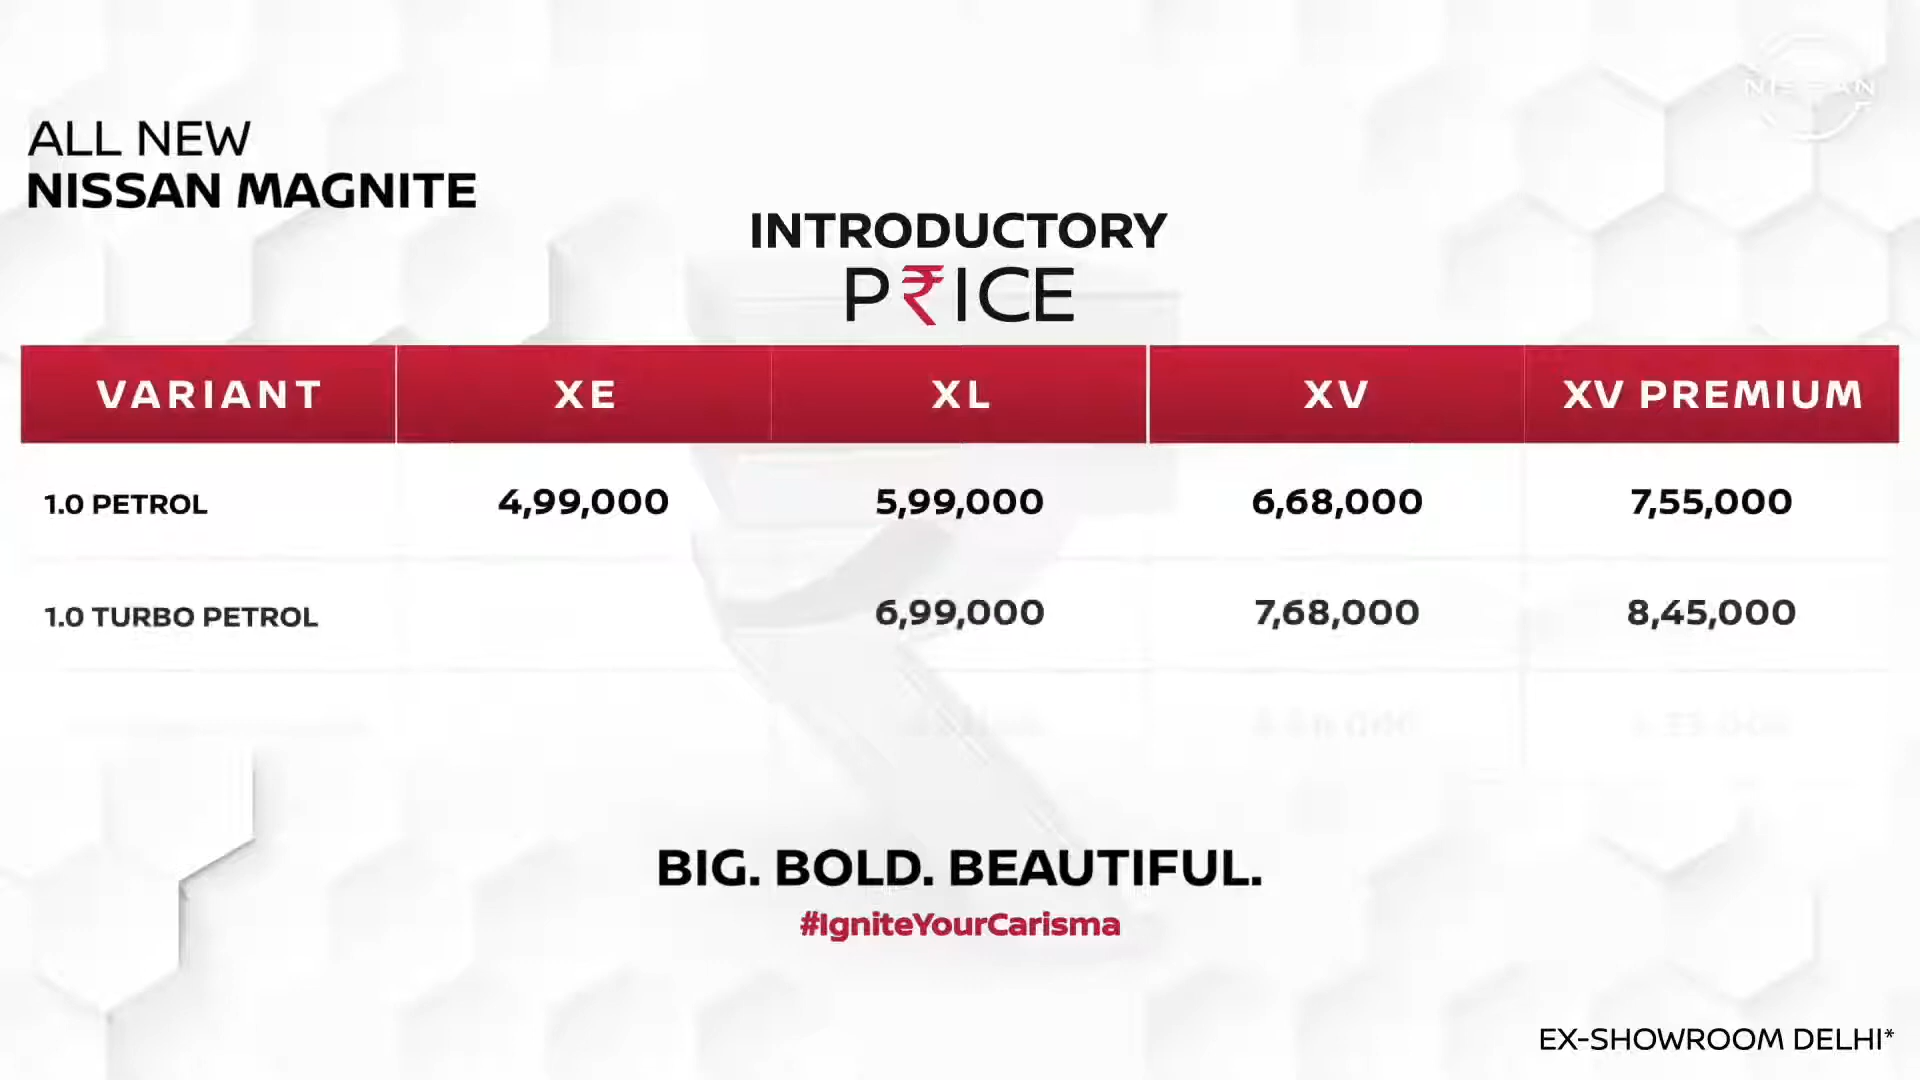 NISSAN
ALL NEW
NISSAN MAGNITE
INTRODUCTORY
P₹ICE
VARIANT XE XL XV XV PREMIUM
1.0 PETROL 4,99,000 5,99,000 6,68,000 7,55,000
1.0 TURBO PETROL 6,99,000 7,68,000 8,45,000
BIG. BOLD. BEAUTIFUL.
#IgniteYourCarisma
EX-SHOWROOM DELHI*